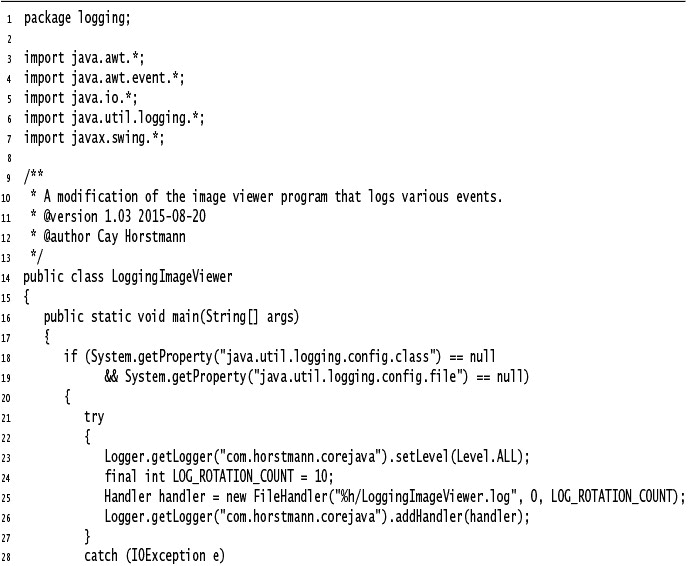 1 package logging;
2
3 import java.awt.*;
4 import java.awt.event.*;
5 import java.io.*;
6 import java.util.logging.*;
7 import javax.swing.*;
8
9 /**
10  * A modification of the image viewer program that logs various events.
11  * @version 1.03 2015-08-20
12  * @author Cay Horstmann
13  */
14 public class LoggingImageViewer
15 {
16    public static void main(String[] args)
17    {
18       if (System.getProperty("java.util.logging.config.class") == null
19             && System.getProperty("java.util.logging.config.file") == null)
20       {
21          try
22          {
23             Logger.getLogger("com.horstmann.corejava").setLevel(Level.ALL);
24             final int LOG_ROTATION_COUNT = 10;
25             Handler handler = new FileHandler("%h/LoggingImageViewer.log", 0, LOG_ROTATION_COUNT);
26             Logger.getLogger("com.horstmann.corejava").addHandler(handler);
27          }
28          catch (IOException e)